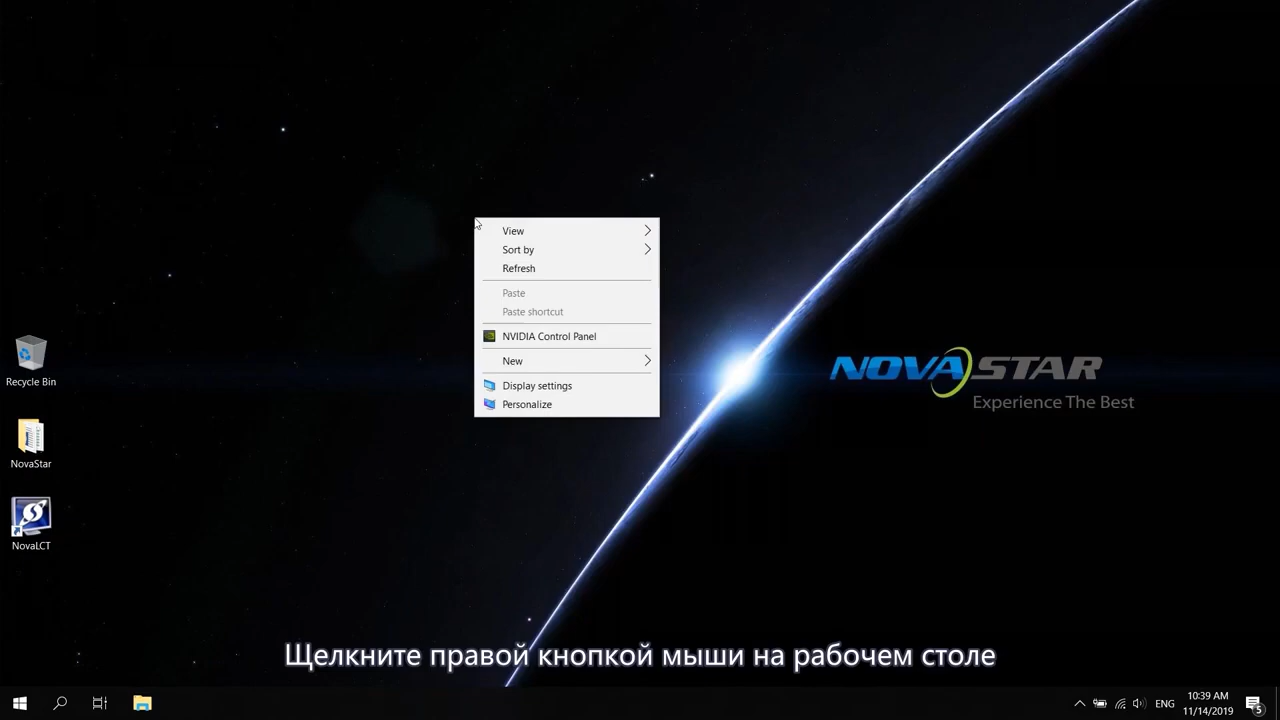 View
Sort by
Refresh
Paste
Paste shortcut
NVIDIA Control Panel
New
Display settings
Personalize
Recycle Bin
NovaStar
NovaLCT
NOVASTAR
Experience The Best
Щелкните правой кнопкой мыши на рабочем столе
ENG
10:39 AM
11/14/2019
5